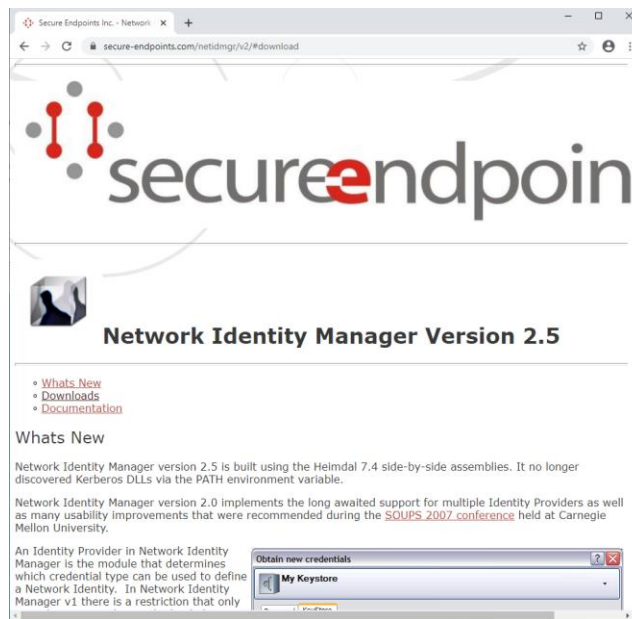 Secure Endpoints Inc. - Network
secure-endpoints.com/netidmgr/v2/#download
secureendpoin
Network Identity Manager Version 2.5
Whats New
Downloads
Documentation
Whats New
Network Identity Manager version 2.5 is built using the Heimdal 7.4 side-by-side assemblies. It no longer
discovered Kerberos DLLs via the PATH environment variable.
Network Identity Manager version 2.0 implements the long awaited support for multiple Identity Providers as well
as many usability improvements that were recommended during the SOUPS 2007 conference held at Carnegie
Mellon University.
An Identity Provider in Network Identity
Manager is the module that determines
which credential type can be used to define
a Network Identity. In Network Identity
Manager v1 there is a restriction that only
Obtain new credentials
My Keystore
KeyStore